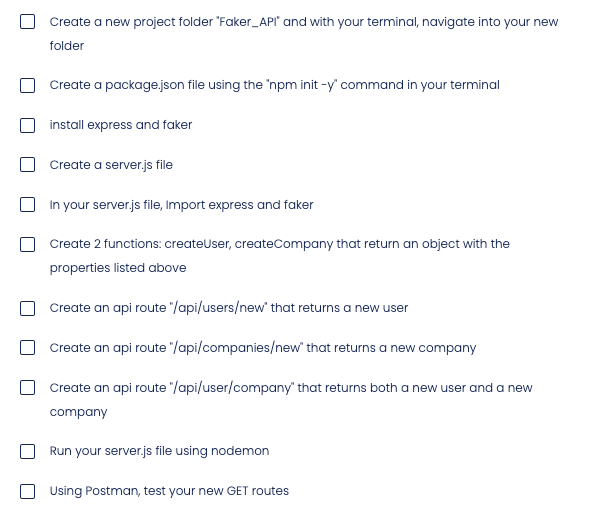 Create a new project folder "Faker_API" and with your terminal, navigate into your new
folder
Create a package.json file using the "npm init -y" command in your terminal
install express and faker
Create a server.js file
In your server.js file, Import express and faker
Create 2 functions: createUser, createCompany that return an object with the
properties listed above
Create an api route "/api/users/new" that returns a new user
Create an api route "/api/companies/new" that returns a new company
Create an api route "/api/user/company" that returns both a new user and a new
company
Run your server.js file using nodemon
Using Postman, test your new GET routes